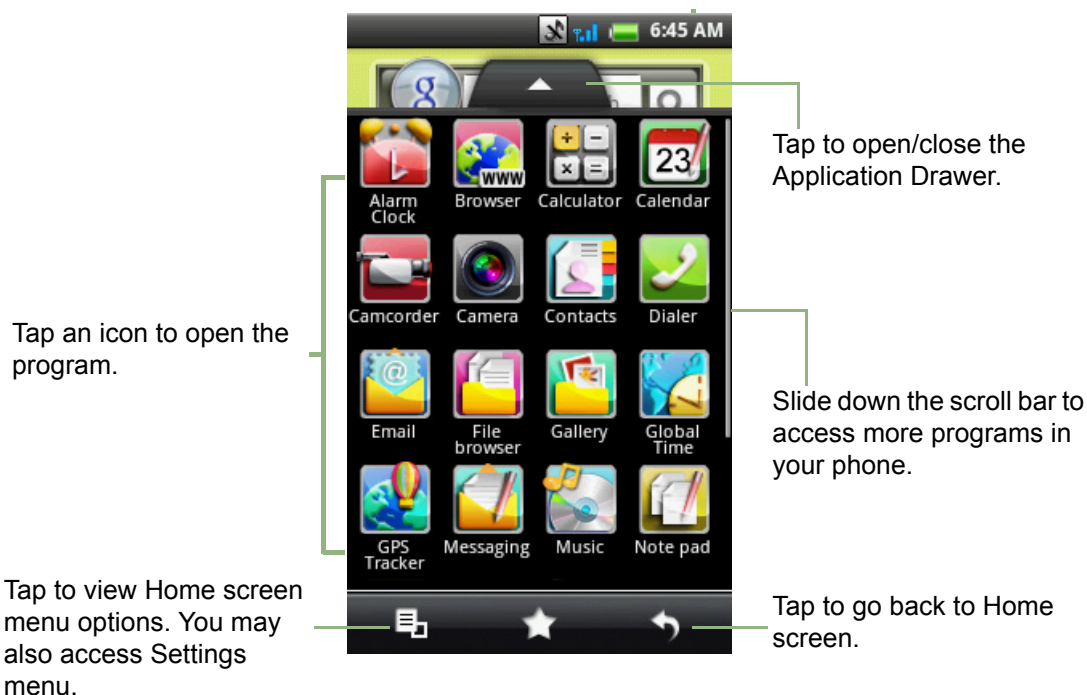 6:45 AM
g
Tap to open/close the
Application Drawer.
WWW
23
Alarm
Clock
Browser
Calculator
Calendar
Camcorder
Camera
Contacts
Dialer
Tap an icon to open the
program.
@
Email
File
browser
Gallery
Global
Time
Slide down the scroll bar to
access more programs in
your phone.
GPS
Tracker
Messaging
Music
Note pad
Tap to view Home screen
menu options. You may
also access Settings
menu.
Tap to go back to Home
screen.